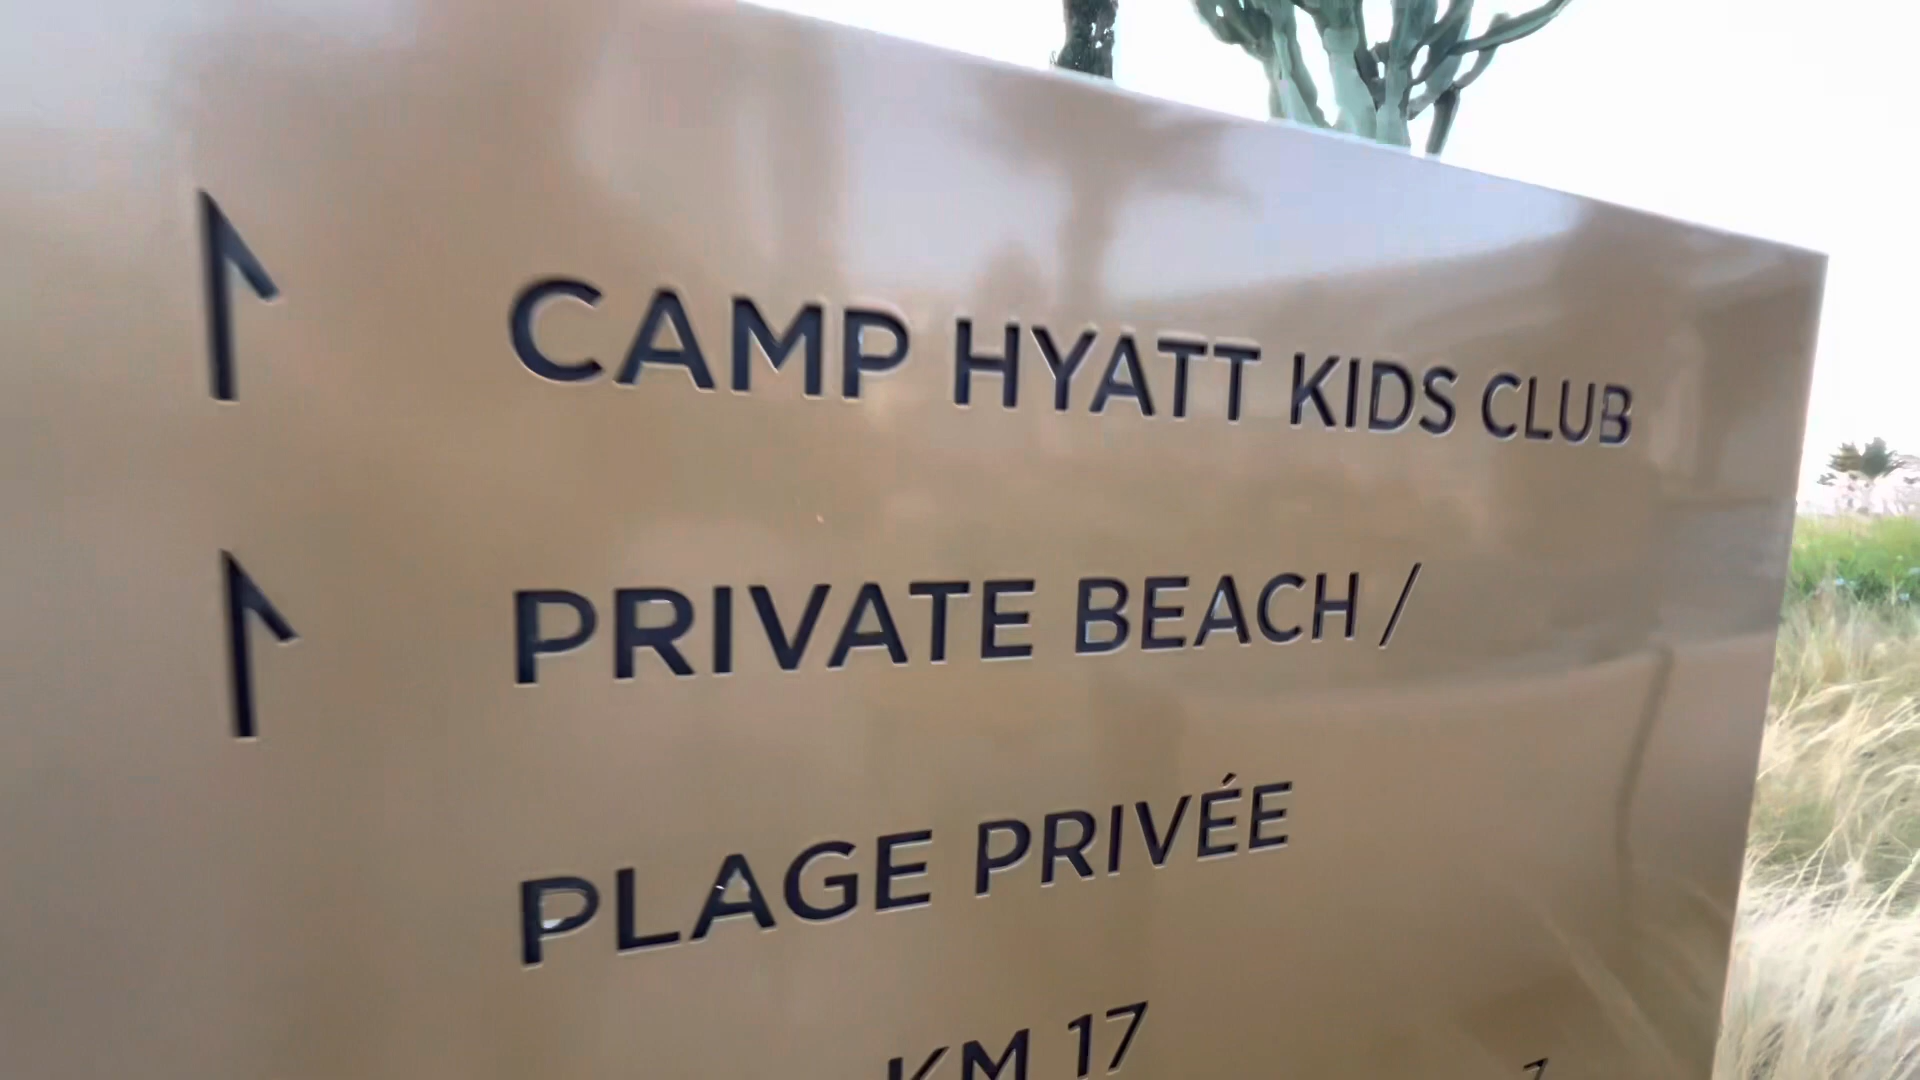 CAMP HYATT KIDS CLUB
PRIVATE BEACH /
PLAGE PRIVÉE
KM 17